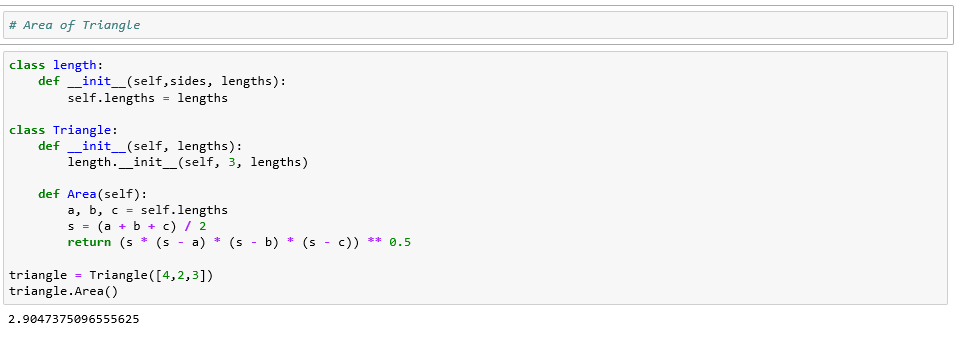 # Area of Triangle
class length:
    def __init__(self,sides, lengths):
        self.lengths = lengths
class Triangle:
    def __init__(self, lengths):
        length.__init__(self, 3, lengths)
    def Area(self):
        a, b, c = self.lengths
        s = (a + b + c) / 2
        return (s * (s - a) * (s - b) * (s - c)) ** 0.5
triangle = Triangle([4,2,3])
triangle.Area()
2.9047375096555625